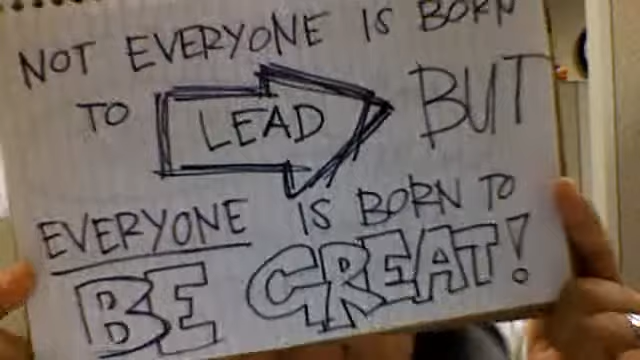 NOT EVERYONE IS BORN
TO LEAD BUT
EVERYONE IS BORN TO
BE GREAT!